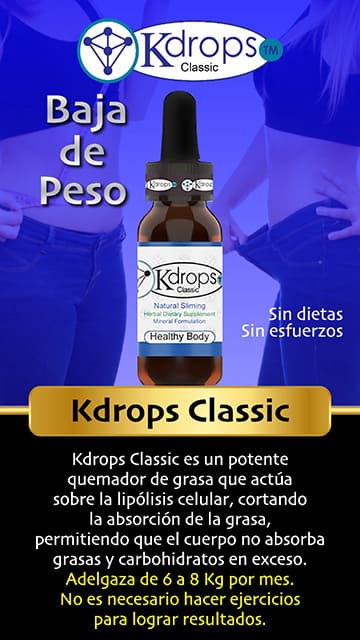 Kdrops™
Classic
Baja
de
Peso
Kdrops
Kdrops
Classic
Natural Sliming
Herbal Dietary Supplement
Mineral Formulation
Healthy Body
Sin dietas
Sin esfuerzos
Kdrops Classic
Kdrops Classic es un potente
quemador de grasa que actúa
sobre la lipólisis celular, cortando
la absorción de la grasa,
permitiendo que el cuerpo no absorba
grasas y carbohidratos en exceso.
Adelgaza de 6 a 8 Kg por mes.
No es necesario hacer ejercicios
para lograr resultados.